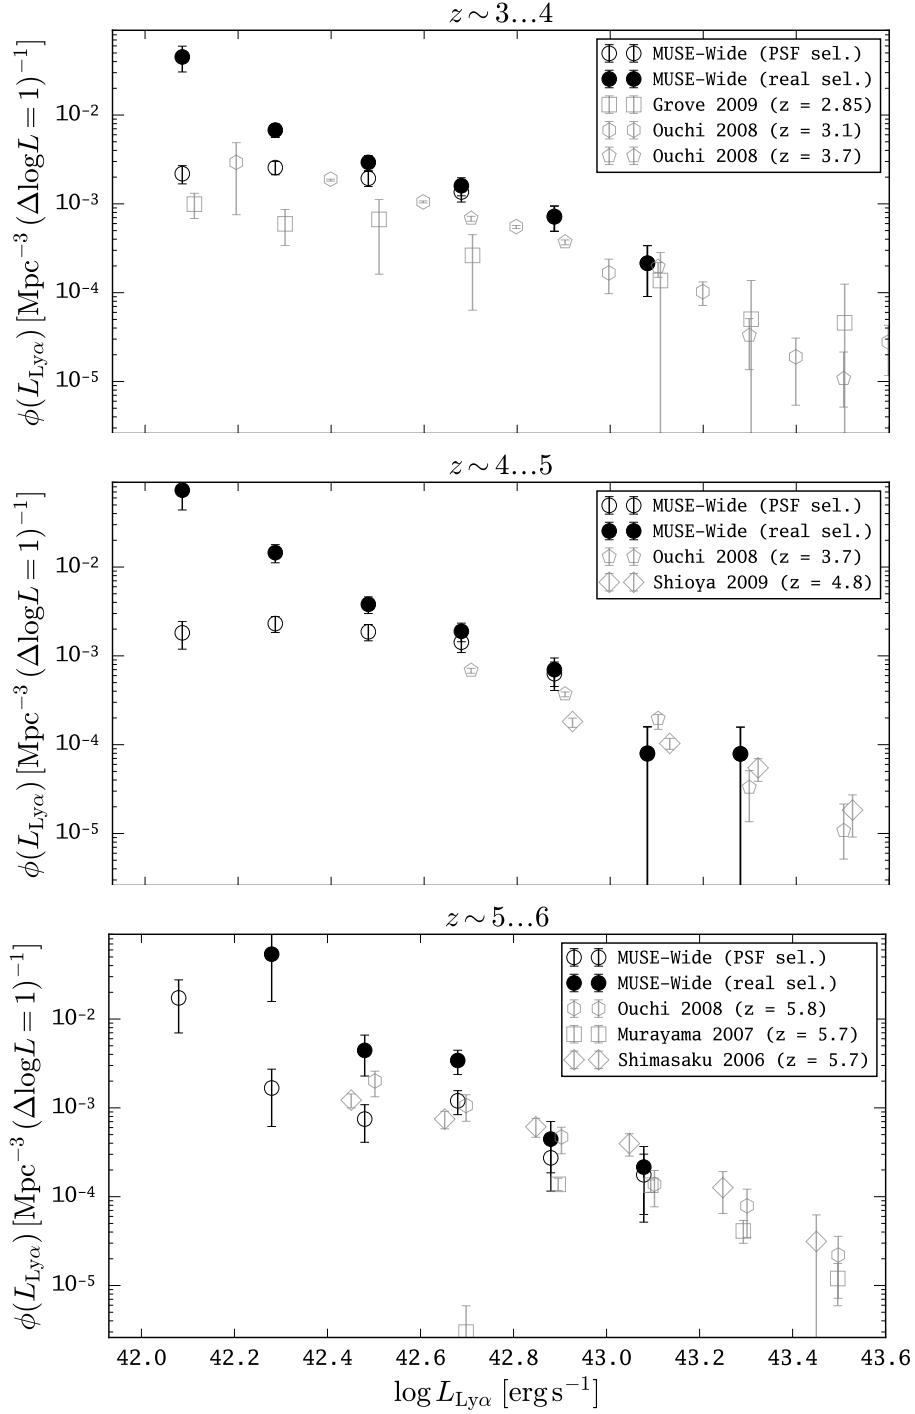 z ∼ 3…4
MUSE–Wide (PSF sel.)
MUSE–Wide (real sel.)
Grove 2009 (z = 2.85)
Ouchi 2008 (z = 3.1)
Ouchi 2008 (z = 3.7)
10⁻²
10⁻³
10⁻⁴
10⁻⁵
ϕ(L_Lyα) [Mpc⁻³ (Δlog L = 1)⁻¹]
z ∼ 4…5
MUSE–Wide (PSF sel.)
MUSE–Wide (real sel.)
Ouchi 2008 (z = 3.7)
Shioya 2009 (z = 4.8)
10⁻²
10⁻³
10⁻⁴
10⁻⁵
ϕ(L_Lyα) [Mpc⁻³ (Δlog L = 1)⁻¹]
z ∼ 5…6
MUSE–Wide (PSF sel.)
MUSE–Wide (real sel.)
Ouchi 2008 (z = 5.8)
Murayama 2007 (z = 5.7)
Shimasaku 2006 (z = 5.7)
10⁻²
10⁻³
10⁻⁴
10⁻⁵
ϕ(L_Lyα) [Mpc⁻³ (Δlog L = 1)⁻¹]
42.0 42.2 42.4 42.6 42.8 43.0 43.2 43.4 43.6
log L_Lyα [erg s⁻¹]